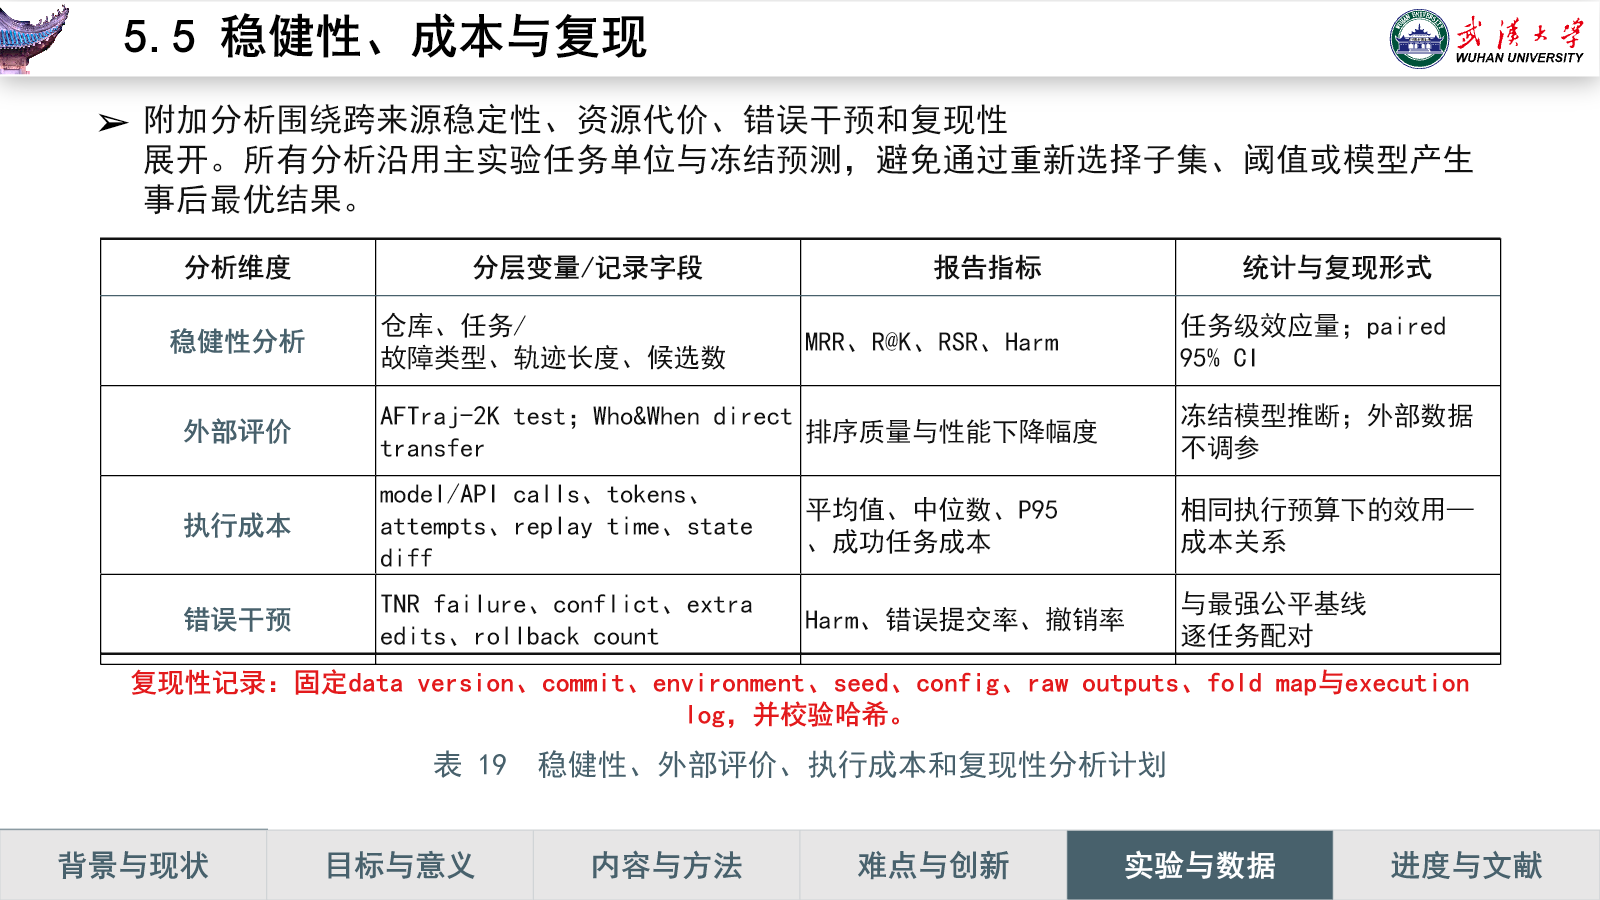 5.5 稳健性、成本与复现
武汉大学
WUHAN UNIVERSITY
➢ 附加分析围绕跨来源稳定性、资源代价、错误干预和复现性
展开。所有分析沿用主实验任务单位与冻结预测，避免通过重新选择子集、阈值或模型产生
事后最优结果。
分析维度 分层变量/记录字段 报告指标 统计与复现形式
稳健性分析
仓库、任务/
故障类型、轨迹长度、候选数
MRR、R@K、RSR、Harm
任务级效应量；paired
95% CI
外部评价
AFTraj-2K test；Who&When direct
transfer
排序质量与性能下降幅度
冻结模型推断；外部数据
不调参
执行成本
model/API calls、tokens、
attempts、replay time、state
diff
平均值、中位数、P95
、成功任务成本
相同执行预算下的效用—
成本关系
错误干预
TNR failure、conflict、extra
edits、rollback count
Harm、错误提交率、撤销率
与最强公平基线
逐任务配对
复现性记录：固定data version、commit、environment、seed、config、raw outputs、fold map与execution
log，并校验哈希。
表 19 稳健性、外部评价、执行成本和复现性分析计划
背景与现状 目标与意义 内容与方法 难点与创新 实验与数据 进度与文献